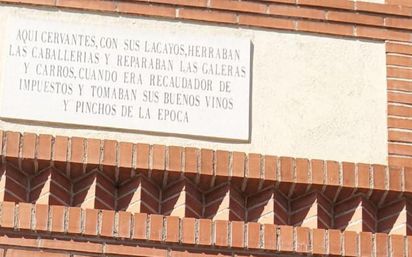 AQUI CERVANTES, CON SUS LACAYOS, HERRABAN
LAS CABALLERIAS Y REPARABAN LAS GALERAS
Y CARROS, CUANDO ERA RECAUDADOR DE
IMPUESTOS Y TOMABAN SUS BUENOS VINOS
Y PINCHOS DE LA EPOCA